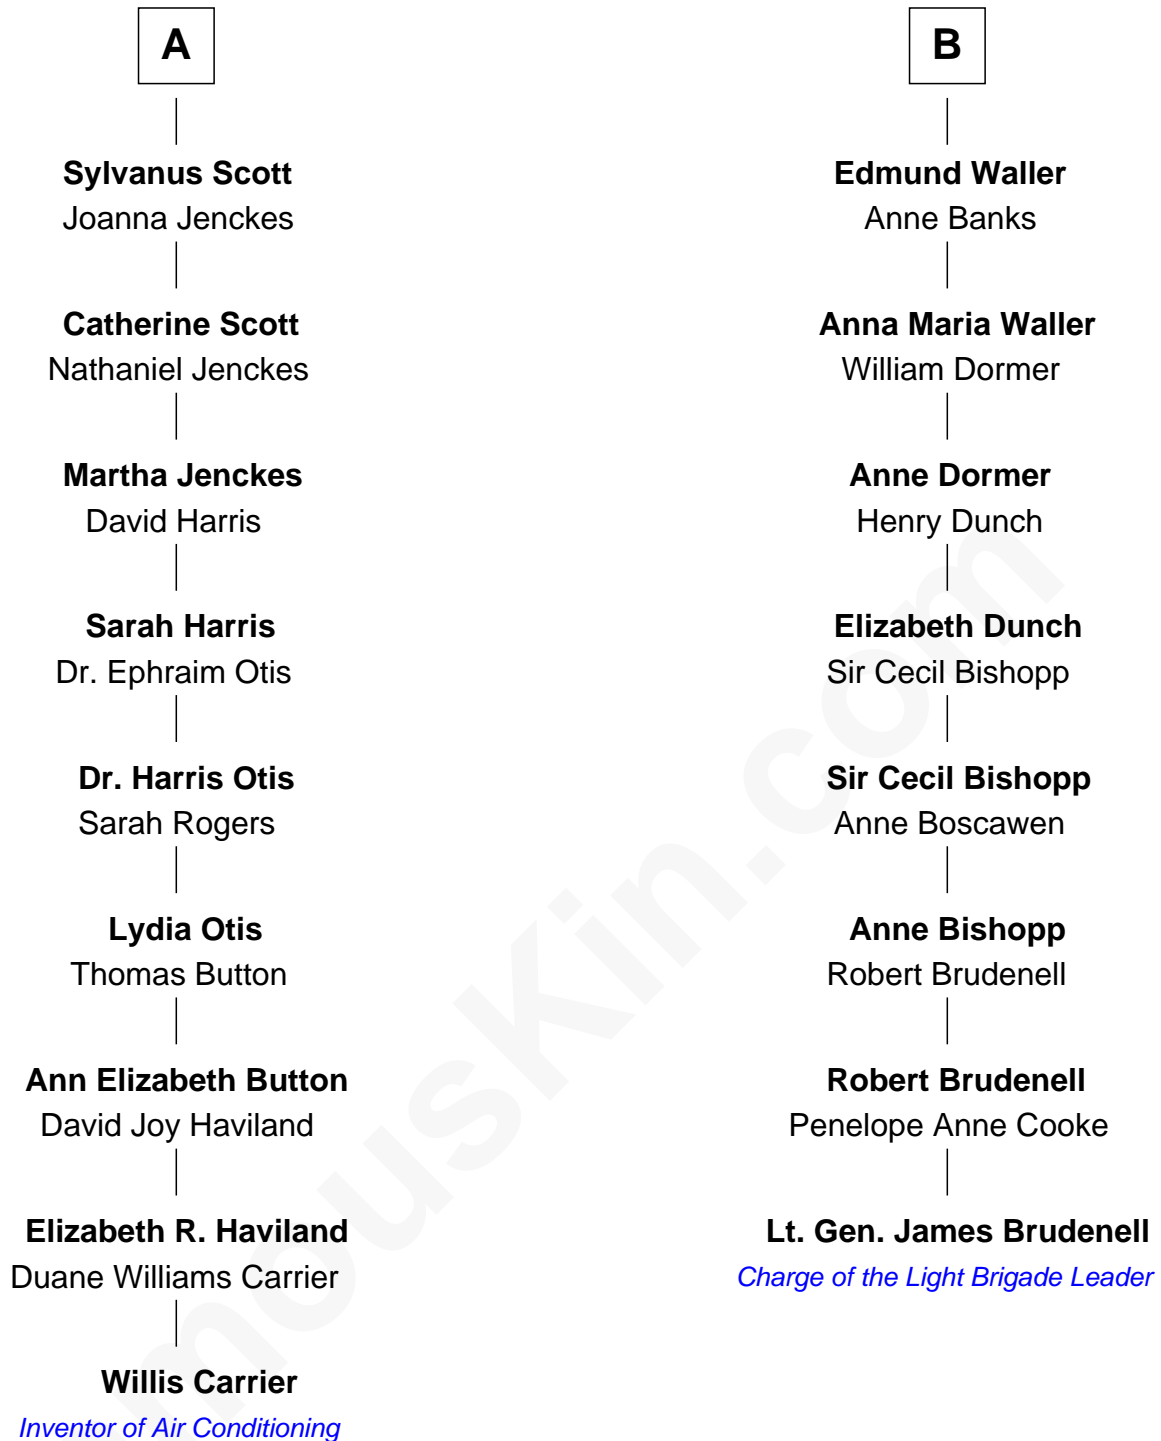 A
Sylvanus Scott
Joanna Jenckes
Catherine Scott
Nathaniel Jenckes
Martha Jenckes
David Harris
Sarah Harris
Dr. Ephraim Otis
Dr. Harris Otis
Sarah Rogers
Lydia Otis
Thomas Button
Ann Elizabeth Button
David Joy Haviland
Elizabeth R. Haviland
Duane Williams Carrier
Willis Carrier
Inventor of Air Conditioning
B
Edmund Waller
Anne Banks
Anna Maria Waller
William Dormer
Anne Dormer
Henry Dunch
Elizabeth Dunch
Sir Cecil Bishopp
Sir Cecil Bishopp
Anne Boscawen
Anne Bishopp
Robert Brudenell
Robert Brudenell
Penelope Anne Cooke
Lt. Gen. James Brudenell
Charge of the Light Brigade Leader
mousKin.com